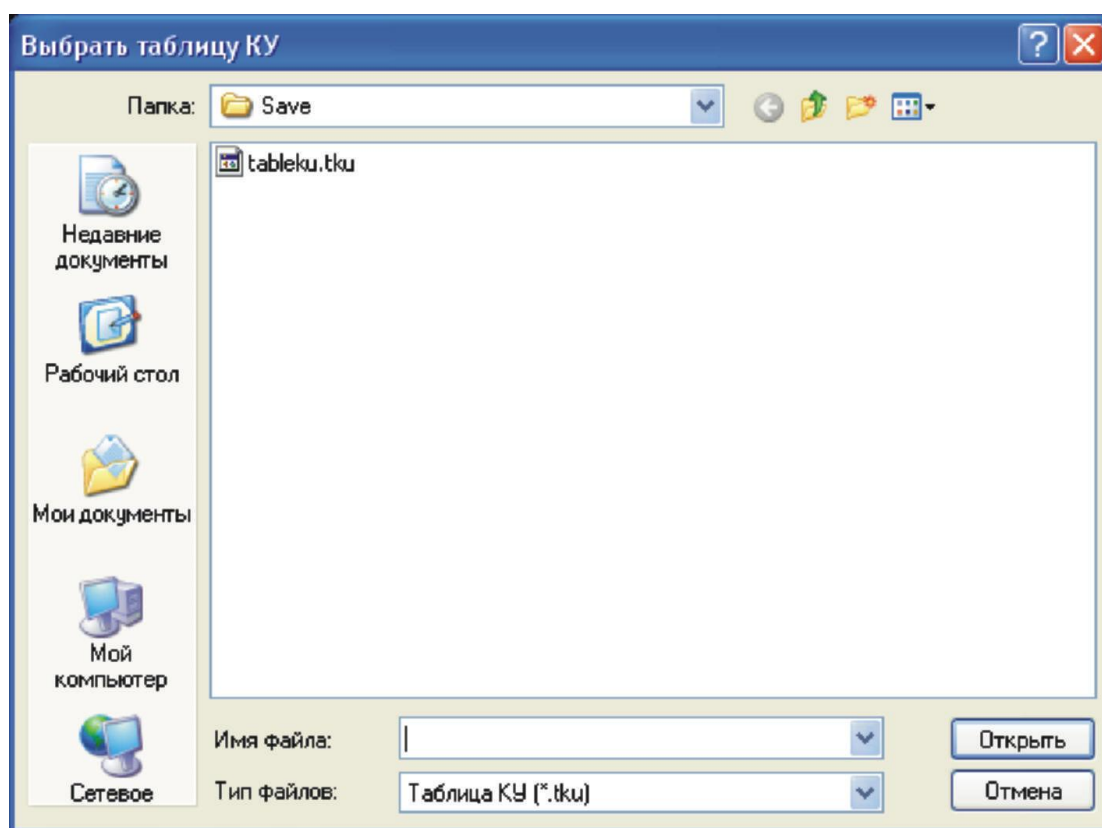 Выбрать таблицу КУ
Папка:
Save
tableku.tku
Недавние
документы
Рабочий стол
Мои документы
Мой
компьютер
Сетевое
Имя файла:
Открыть
Тип файлов:
Таблица КУ (*.tku)
Отмена